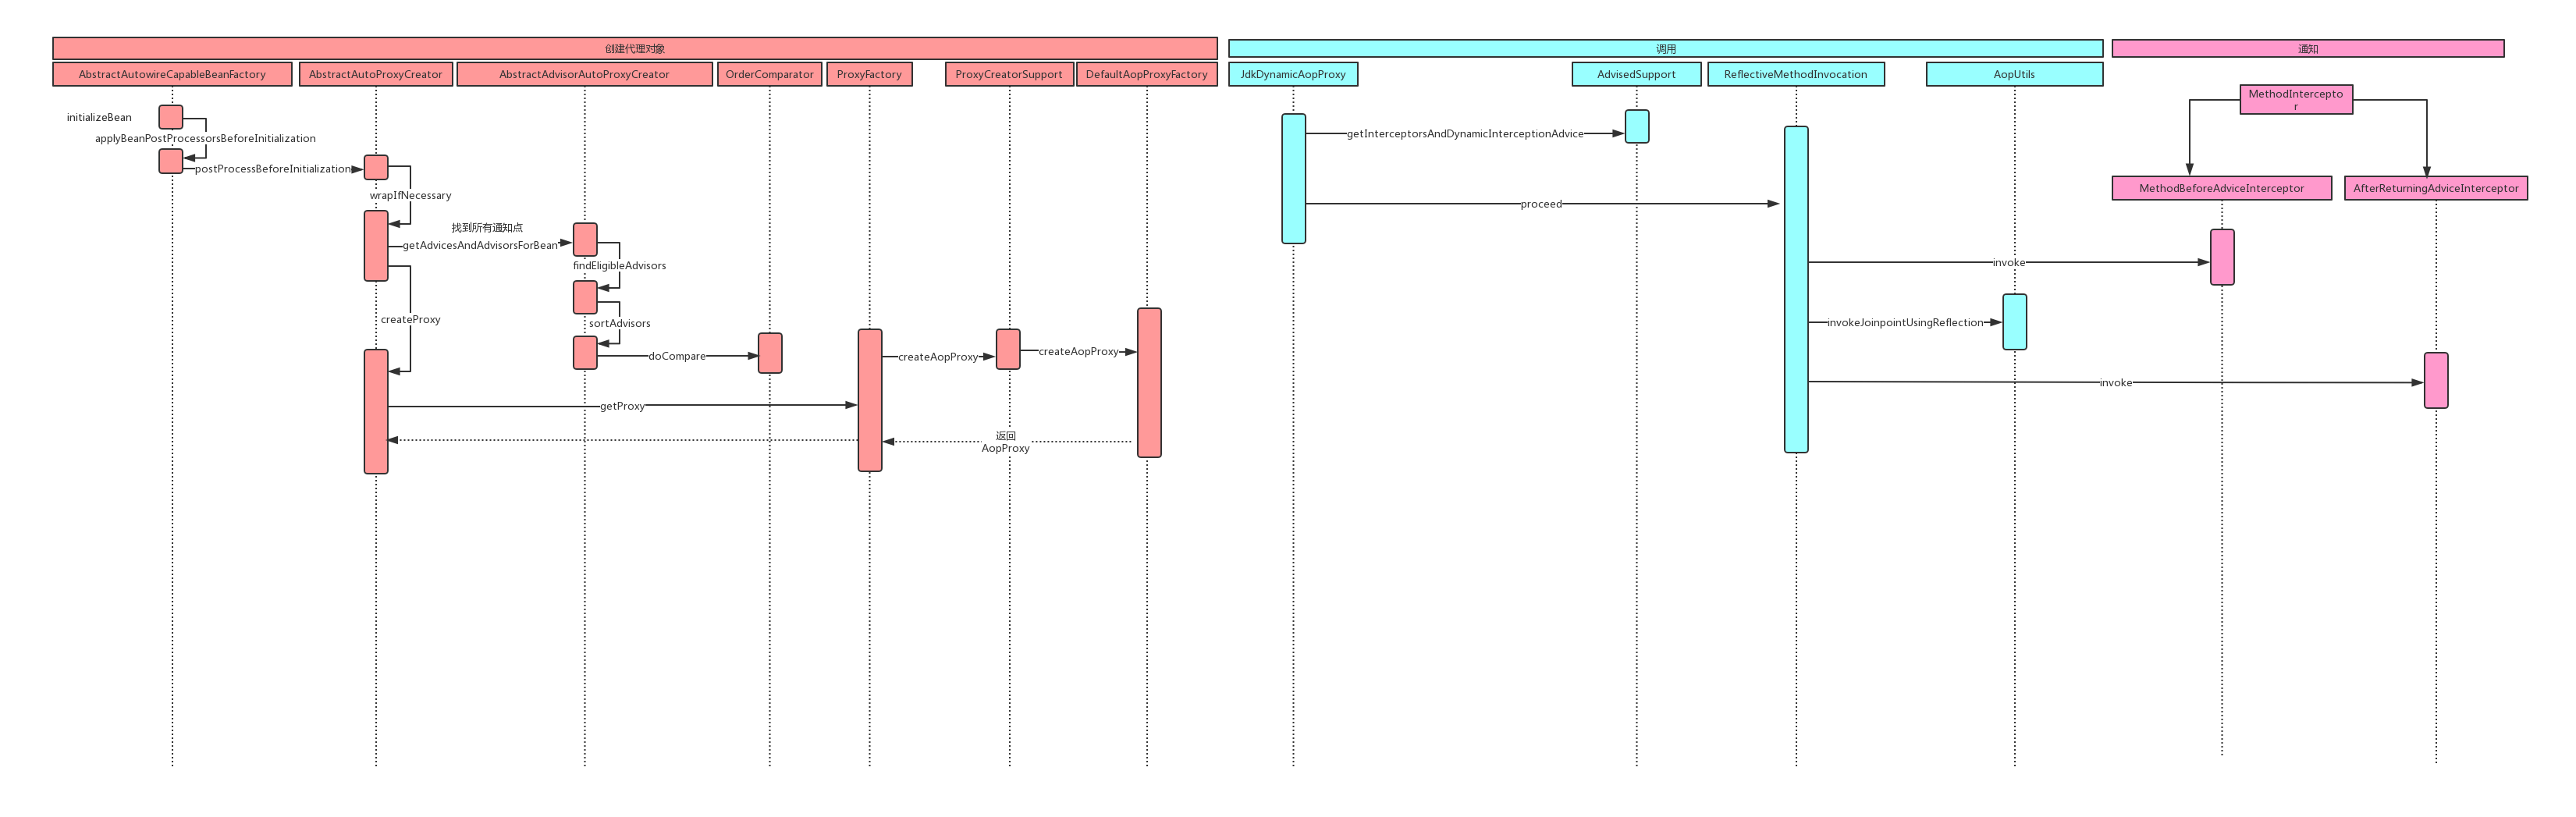 创建代理对象
调用
通知
AbstractAutowireCapableBeanFactory
AbstractAutoProxyCreator
AbstractAdvisorAutoProxyCreator
OrderComparator
ProxyFactory
ProxyCreatorSupport
DefaultAopProxyFactory
JdkDynamicAopProxy
AdvisedSupport
ReflectiveMethodInvocation
AopUtils
MethodIntercepto
r
initializeBean
applyBeanPostProcessorsBeforeInitialization
postProcessBeforeInitialization
wrapIfNecessary
找到所有通知点
getAdvicesAndAdvisorsForBean
findEligibleAdvisors
createProxy
sortAdvisors
doCompare
createAopProxy
createAopProxy
getProxy
返回
AopProxy
getInterceptorsAndDynamicInterceptionAdvice
proceed
MethodBeforeAdviceInterceptor
AfterReturningAdviceInterceptor
invoke
invokeJoinpointUsingReflection
invoke